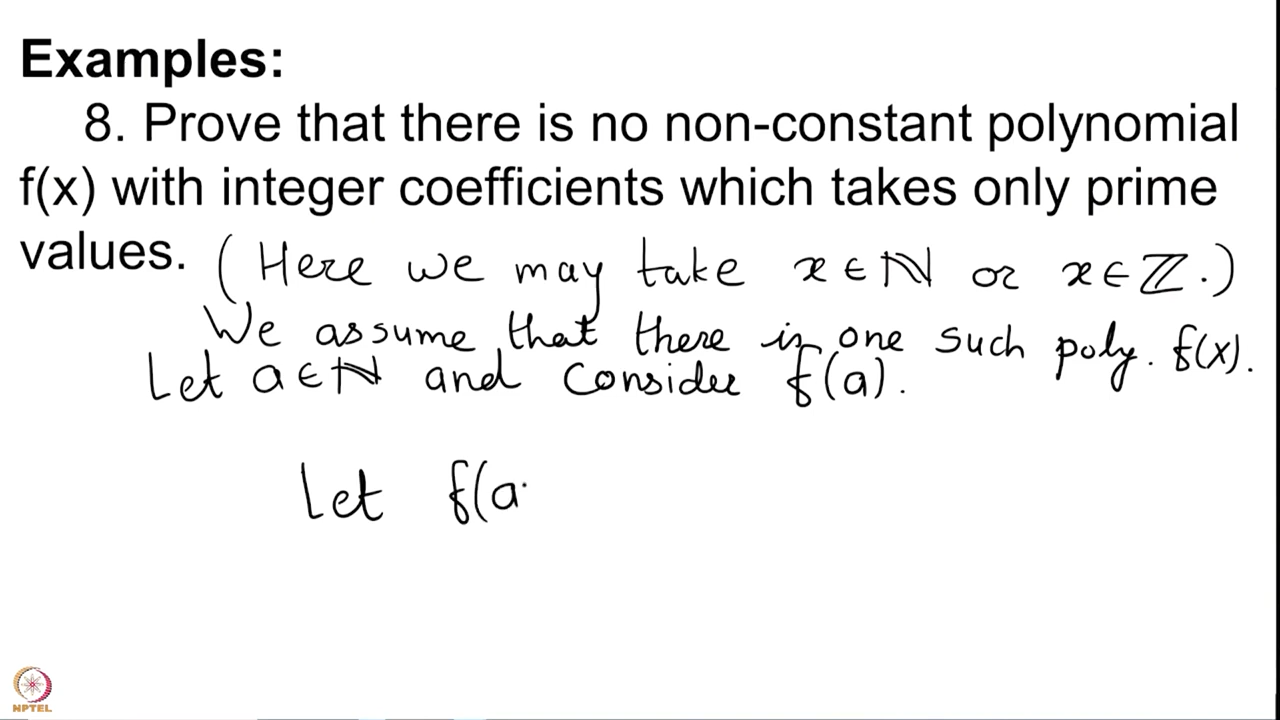 Examples:
8. Prove that there is no non-constant polynomial
f(x) with integer coefficients which takes only prime
values. (Here we may take x ∈ ℕ or x ∈ ℤ.)
We assume that there is one such poly. f(x).
Let a ∈ ℕ and consider f(a).
Let f(a
NPTEL